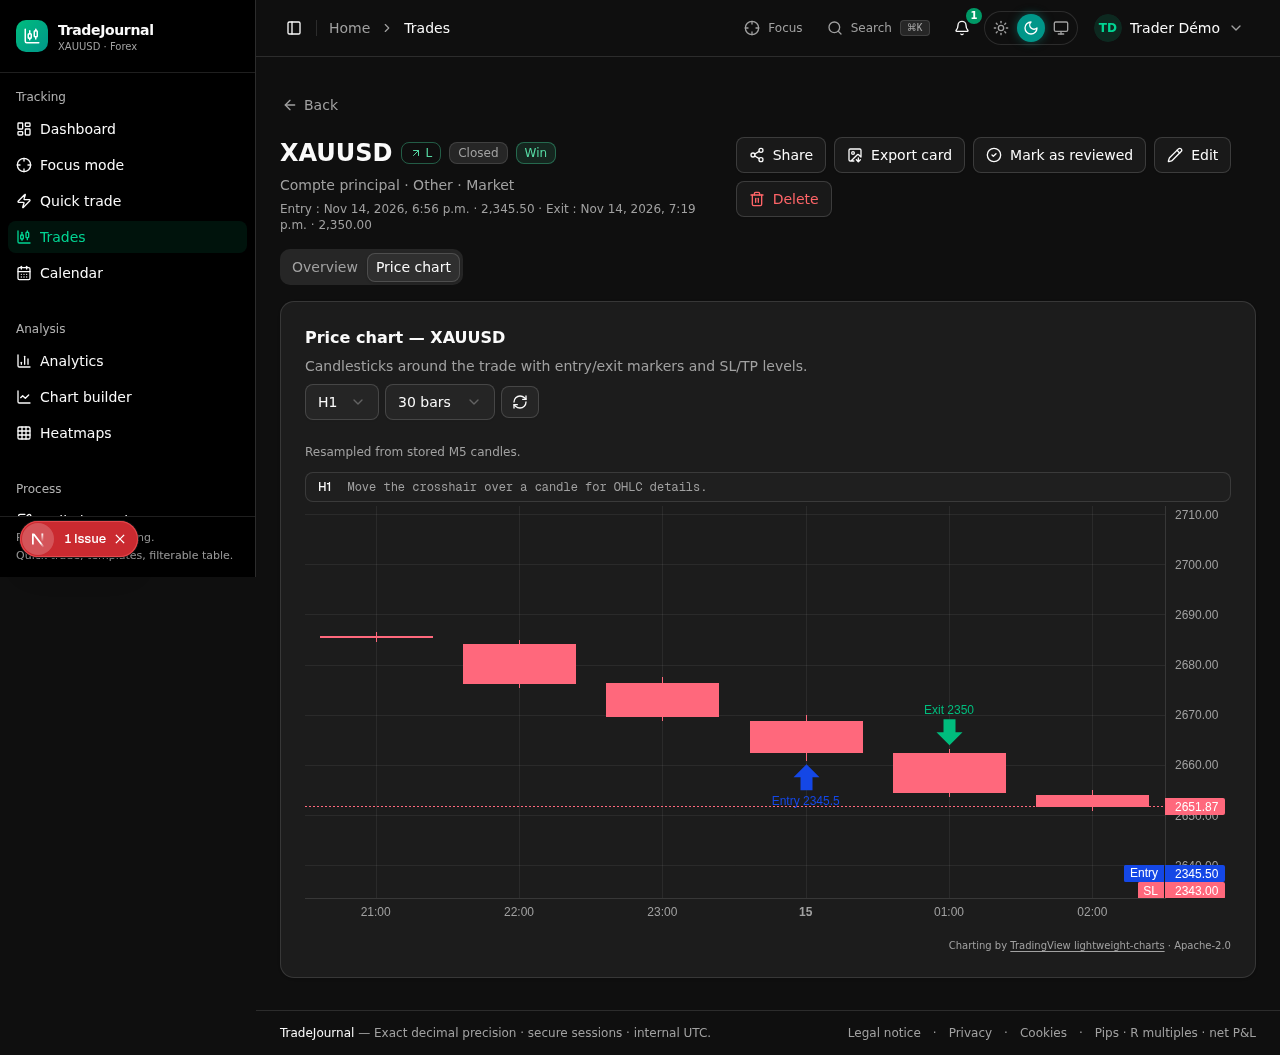 TradeJournal
XAUUSD · Forex
Home
Trades
Focus
Search
⌘K
1
TD
Trader Démo
Tracking
Dashboard
Focus mode
Quick trade
Trades
Calendar
Analysis
Analytics
Chart builder
Heatmaps
Process
1 Issue
ng.
filterable table.
Back
XAUUSD
L
Closed
Win
Compte principal · Other · Market
Entry : Nov 14, 2026, 6:56 p.m. · 2,345.50 · Exit : Nov 14, 2026, 7:19
p.m. · 2,350.00
Share
Export card
Mark as reviewed
Edit
Delete
Overview
Price chart
Price chart — XAUUSD
Candlesticks around the trade with entry/exit markers and SL/TP levels.
H1
30 bars
Resampled from stored M5 candles.
H1 Move the crosshair over a candle for OHLC details.
2710.00
2700.00
2690.00
2680.00
2670.00
Exit 2350
2660.00
Entry 2345.5
2651.87
2650.00
2640.00
Entry 2345.50
SL 2343.00
21:00
22:00
23:00
15
01:00
02:00
Charting by TradingView lightweight-charts · Apache-2.0
TradeJournal — Exact decimal precision · secure sessions · internal UTC.
Legal notice · Privacy · Cookies · Pips · R multiples · net P&L